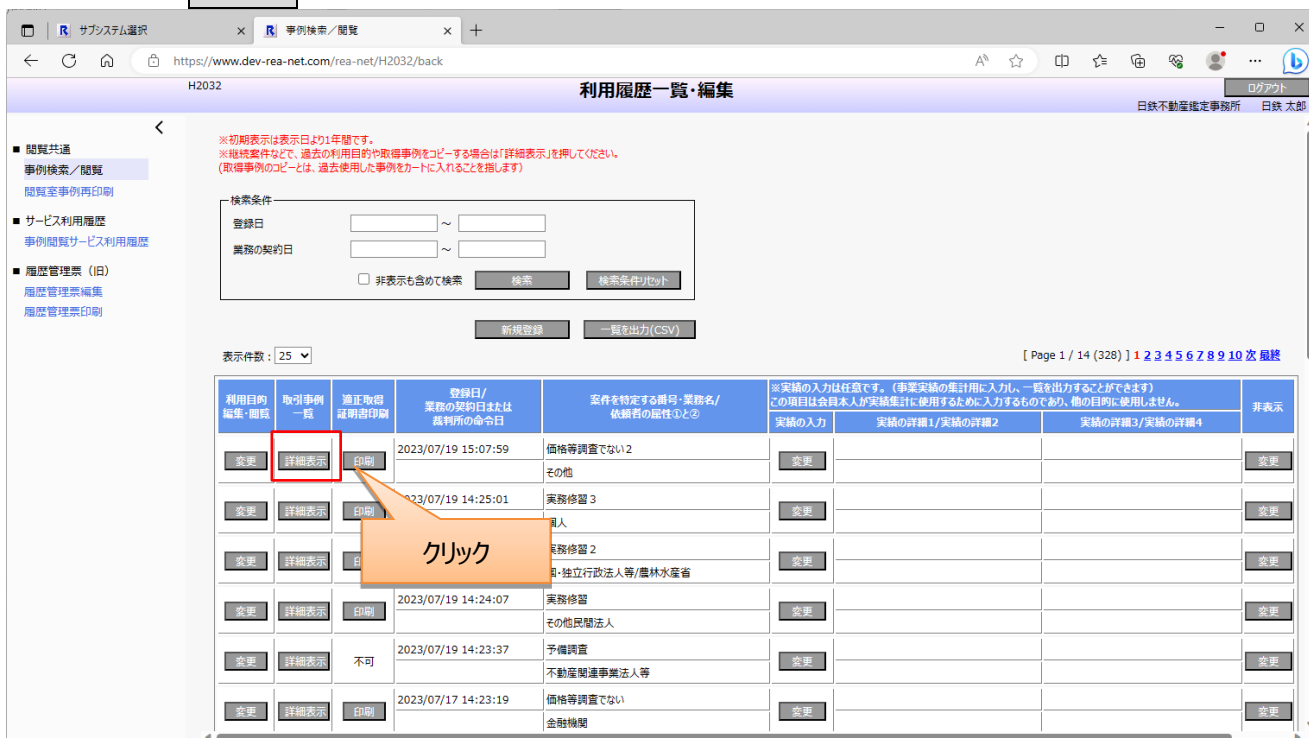 サブシステム選択
事例検索／閲覧
https://www.dev-rea-net.com/rea-net/H2032/back
H2032
利用履歴一覧・編集
ログアウト
日鉄不動産鑑定事務所 日鉄 太郎
■ 閲覧共通
事例検索／閲覧
閲覧室事例再印刷
■ サービス利用履歴
事例閲覧サービス利用履歴
■ 履歴管理票（旧）
履歴管理票編集
履歴管理票印刷
※初期表示は表示日より1年間です。
※継続案件などで、過去の利用目的や取得事例をコピーする場合は「詳細表示」を押してください。
(取得事例のコピーとは、過去使用した事例をカートに入れることを指します)
検索条件
登録日 ～
業務の契約日 ～
非表示も含めて検索 検索 検索条件リセット
新規登録 一覧を出力(CSV)
表示件数： 25
[ Page 1 / 14 (328) ] 1 2 3 4 5 6 7 8 9 10 次 最終
利用目的
編集・閲覧
取引事例
一覧
適正取得
証明書印刷
登録日/
業務の契約日または
裁判所の命令日
案件を特定する番号・業務名/
依頼者の属性①と②
※実績の入力は任意です。（事業実績の集計用に入力し、一覧を出力することができます）
この項目は会員本人が実績集計に使用するために入力するものであり、他の目的に使用しません。
実績の入力 実績の詳細1/実績の詳細2 実績の詳細3/実績の詳細4
非表示
変更 詳細表示 印刷 2023/07/19 15:07:59 価格等調査でない2 変更 変更
その他
変更 詳細表示 印刷 2023/07/19 14:25:01 実務修習3 変更 変更
個人
変更 詳細表示 実務修習2 変更 変更
国・独立行政法人等/農林水産省
クリック
変更 詳細表示 印刷 2023/07/19 14:24:07 実務修習 変更 変更
その他民間法人
変更 詳細表示 不可 2023/07/19 14:23:37 予備調査 変更 変更
不動産関連事業法人等
変更 詳細表示 印刷 2023/07/17 14:23:19 価格等調査でない 変更 変更
金融機関